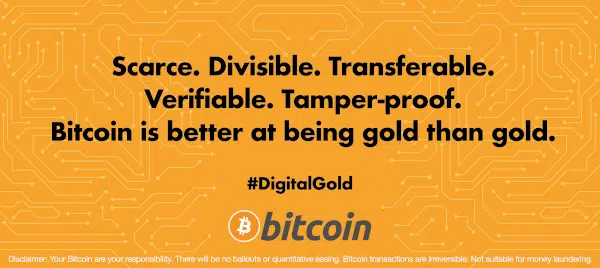 Scarce. Divisible. Transferable.
Verifiable. Tamper-proof.
Bitcoin is better at being gold than gold.
#DigitalGold
bitcoin
Disclaimer: Your Bitcoin are your responsibility. There will be no bailouts or quantitative easing. Bitcoin transactions are irreversible. Not suitable for money laundering.